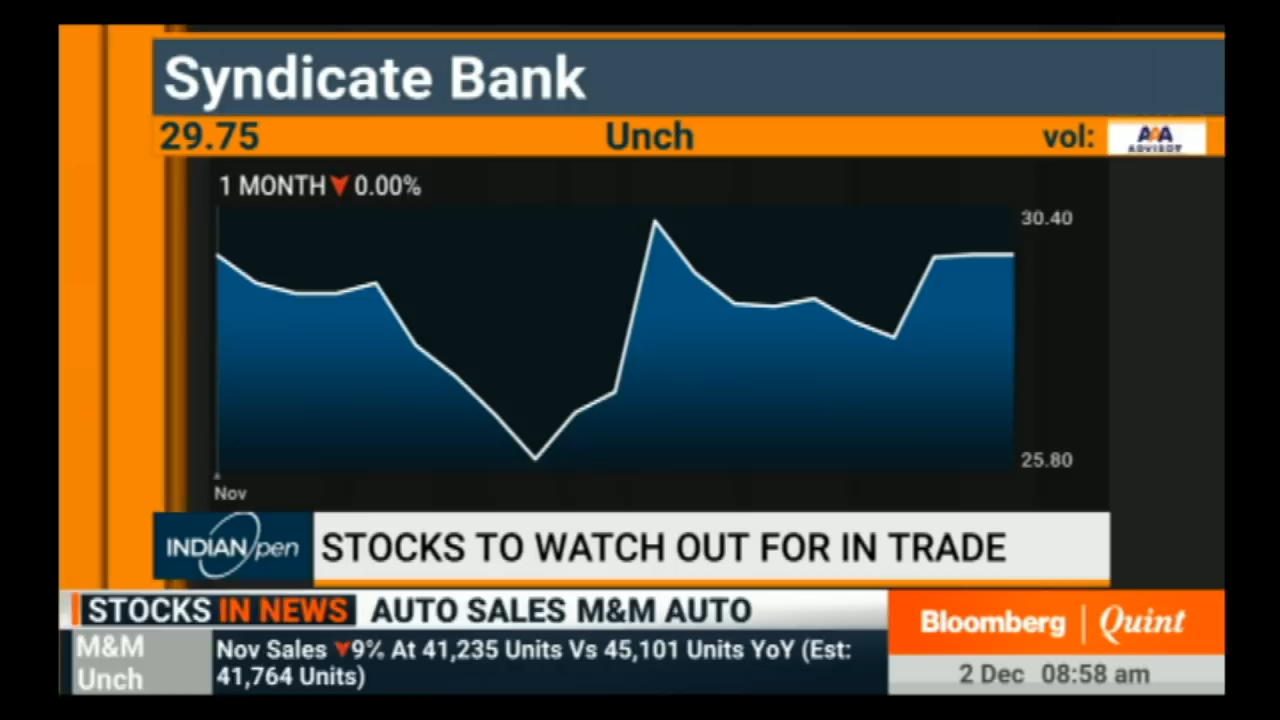 Syndicate Bank
29.75 Unch vol: AAA
ADVISORY
1 MONTH ▼ 0.00%
30.40
25.80
Nov
INDIAN Open STOCKS TO WATCH OUT FOR IN TRADE
STOCKS IN NEWS AUTO SALES M&M AUTO
M&M
Unch
Nov Sales ▼9% At 41,235 Units Vs 45,101 Units YoY (Est:
41,764 Units)
Bloomberg | Quint
2 Dec 08:58 am